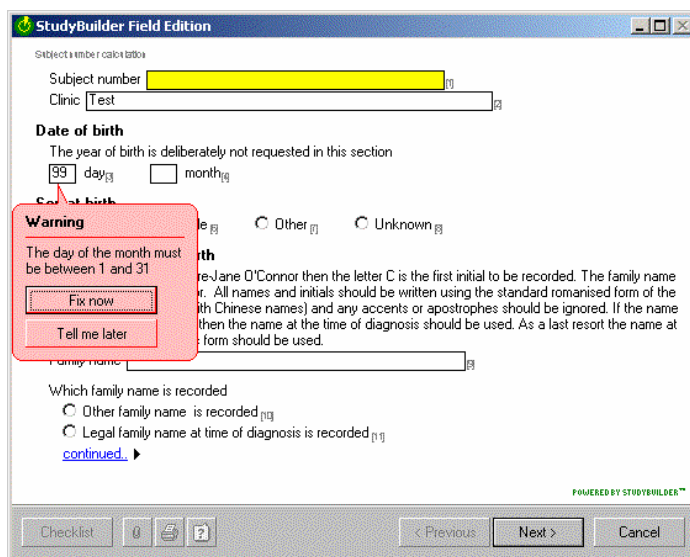 StudyBuilder Field Edition
Subject number calculation
Subject number [1]
Clinic Test [2]
Date of birth
The year of birth is deliberately not requested in this section
99 day[3] month[4]
Warning
The day of the month must
be between 1 and 31
Fix now
Tell me later
Other [7] Unknown [8]
re-Jane O'Connor then the letter C is the first initial to be recorded. The family name
All names and initials should be written using the standard romanised form of the
ith Chinese names) and any accents or apostrophes should be ignored. If the name
then the name at the time of diagnosis should be used. As a last resort the name at
form should be used.
Family name [9]
Which family name is recorded
Other family name is recorded [10]
Legal family name at time of diagnosis is recorded [11]
continued..
POWERED BY STUDYBUILDER™
Checklist < Previous Next > Cancel